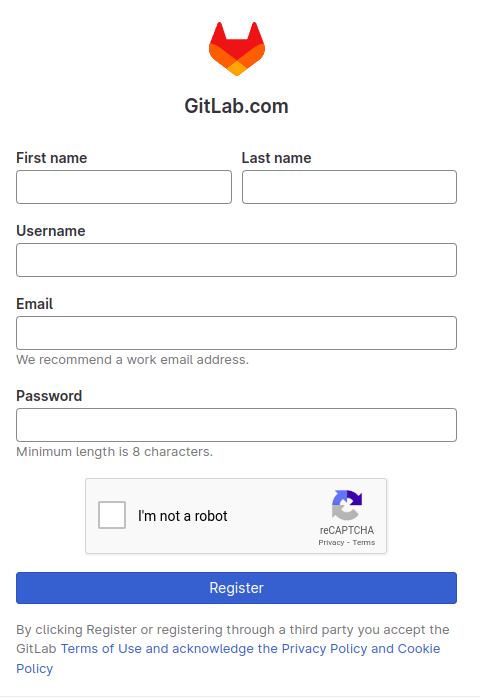 GitLab.com
First name
Last name
Username
Email
We recommend a work email address.
Password
Minimum length is 8 characters.
I'm not a robot
reCAPTCHA
Privacy - Terms
Register
By clicking Register or registering through a third party you accept the
GitLab Terms of Use and acknowledge the Privacy Policy and Cookie
Policy